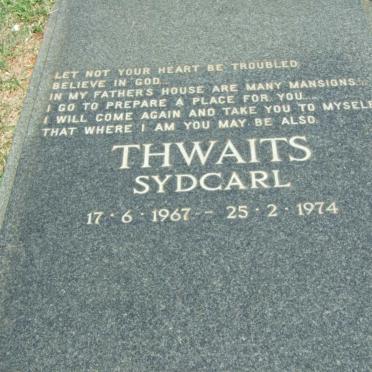 LET NOT YOUR HEART BE TROUBLED.
BELIEVE IN GOD...
IN MY FATHER'S HOUSE ARE MANY MANSIONS...
I GO TO PREPARE A PLACE FOR YOU...
I WILL COME AGAIN AND TAKE YOU TO MYSELF
THAT WHERE I AM YOU MAY BE ALSO.
THWAITS
SYDCARL
17·6·1967 - 25·2·1974